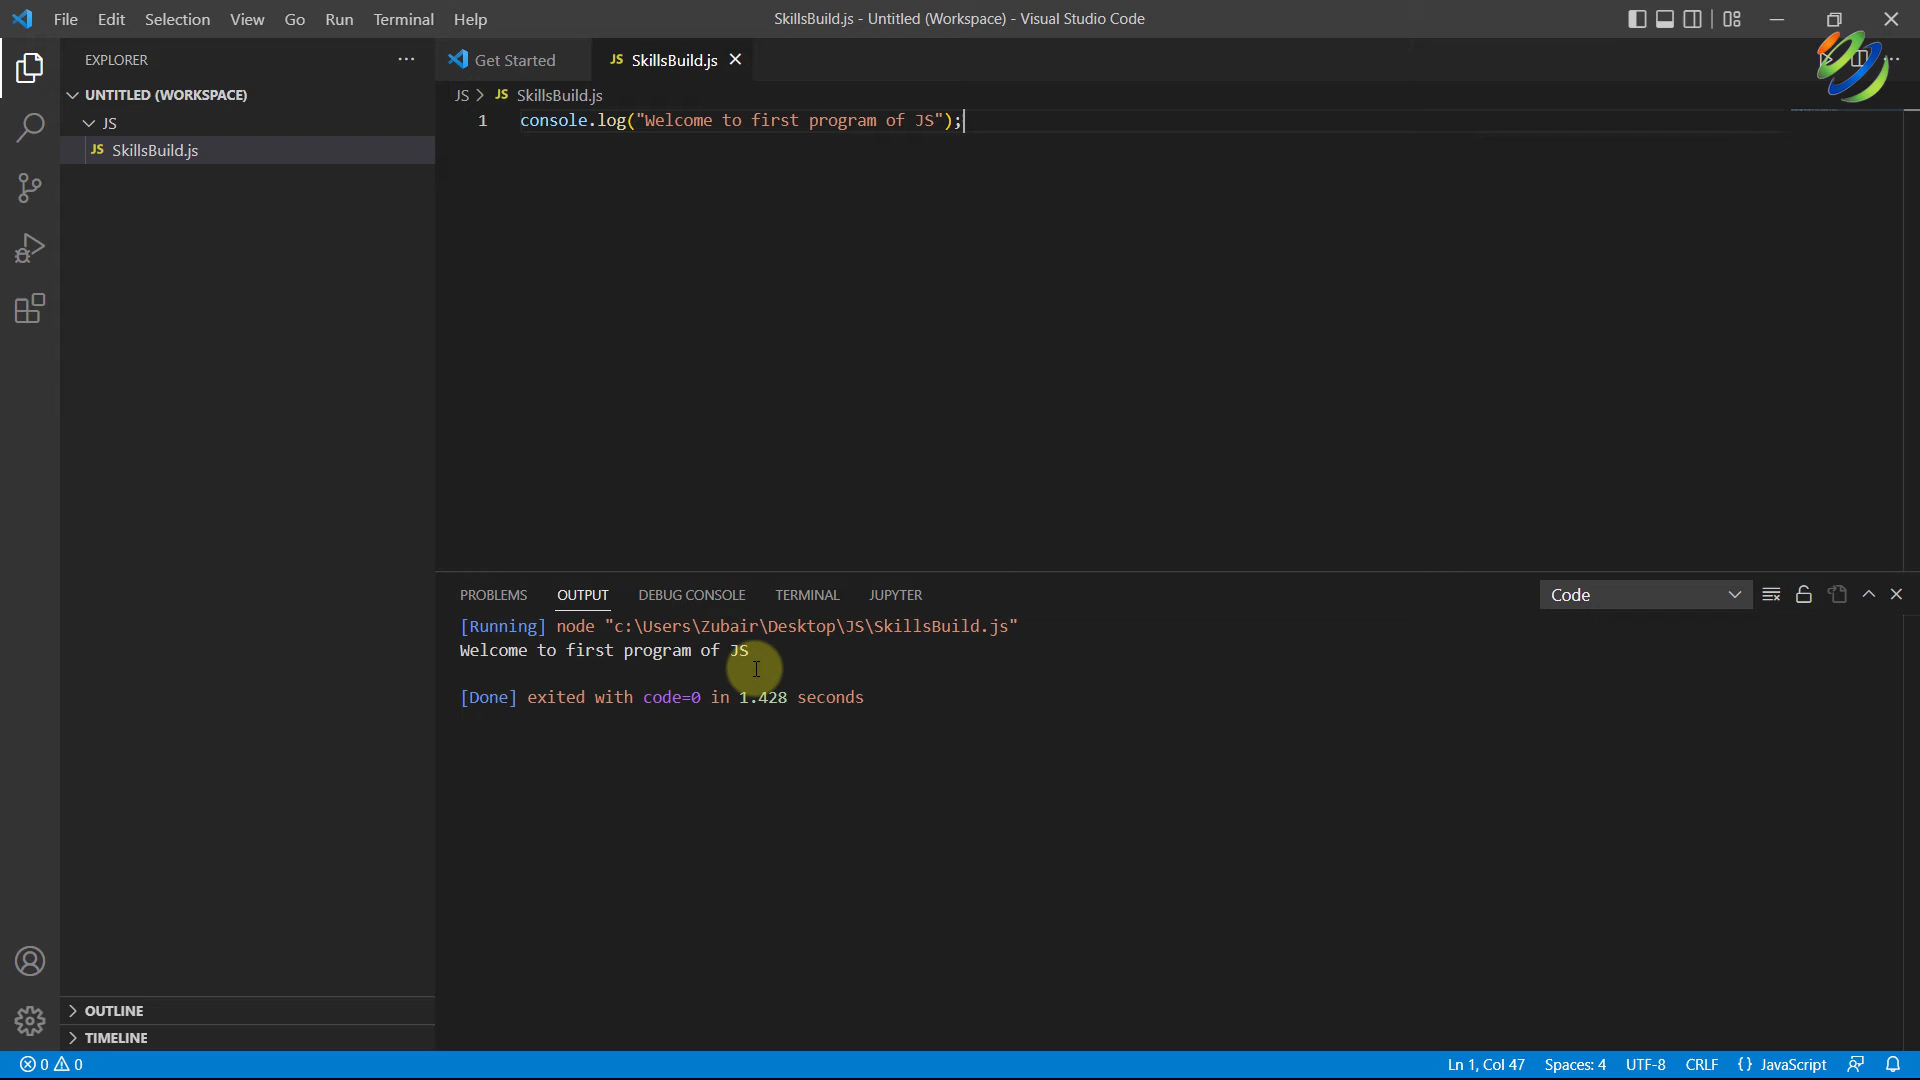 File Edit Selection View Go Run Terminal Help
SkillsBuild.js - Untitled (Workspace) - Visual Studio Code
EXPLORER
Get Started
JS SkillsBuild.js
UNTITLED (WORKSPACE)
JS
JS SkillsBuild.js
JS > JS SkillsBuild.js
1 console.log("Welcome to first program of JS");
PROBLEMS OUTPUT DEBUG CONSOLE TERMINAL JUPYTER
Code
[Running] node "c:\Users\Zubair\Desktop\JS\SkillsBuild.js"
Welcome to first program of JS
[Done] exited with code=0 in 1.428 seconds
OUTLINE
TIMELINE
0 0
Ln 1, Col 47 Spaces: 4 UTF-8 CRLF {} JavaScript